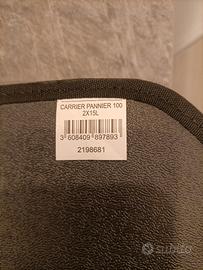 CARRIER PANNIER 100
2X15L
3 608409 897893
2198681
subito